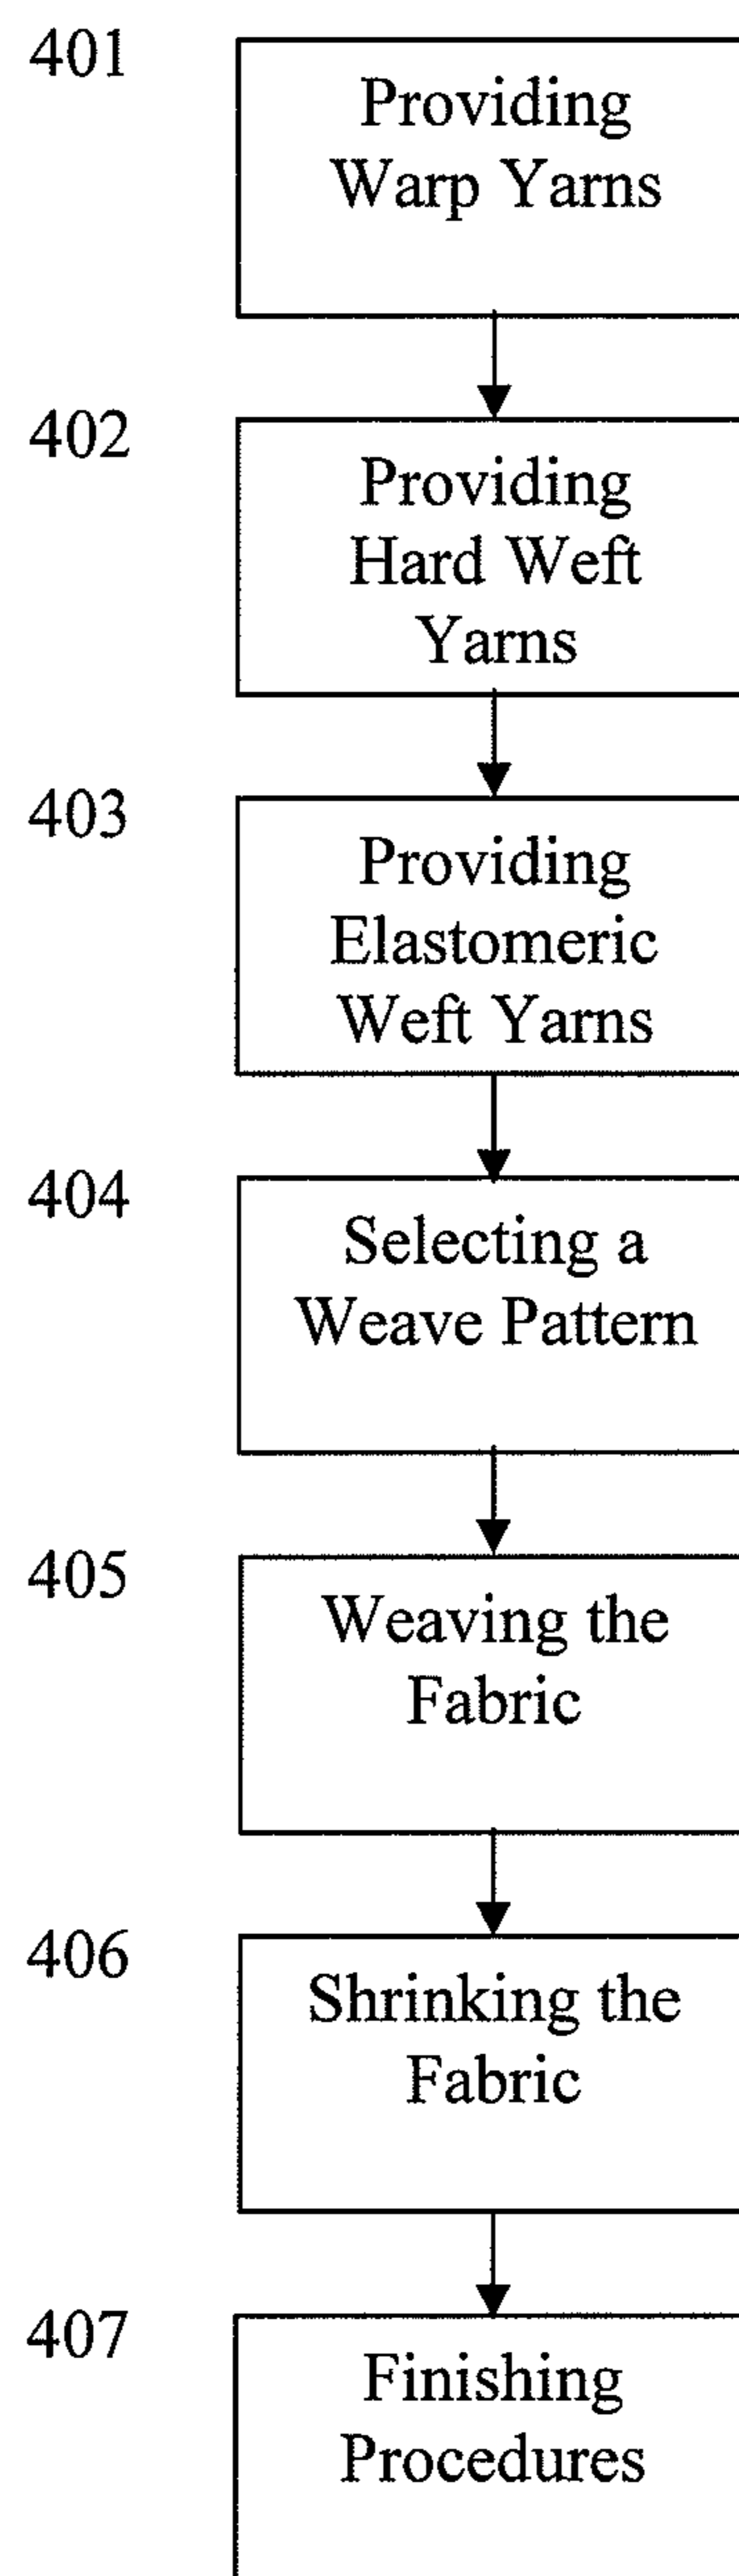 401
Providing
Warp Yarns
402
Providing
Hard Weft
Yarns
403
Providing
Elastomeric
Weft Yarns
404
Selecting a
Weave Pattern
405
Weaving the
Fabric
406
Shrinking the
Fabric
407
Finishing
Procedures